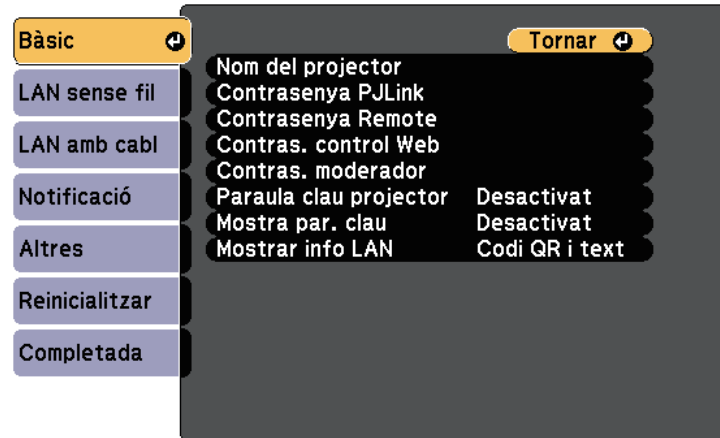 Bàsic
LAN sense fil
LAN amb cabl
Notificació
Altres
Reinicialitzar
Completada
Tornar
Nom del projector
Contrasenya PJLink
Contrasenya Remote
Contras. control Web
Contras. moderador
Paraula clau projector Desactivat
Mostra par. clau Desactivat
Mostrar info LAN Codi QR i text